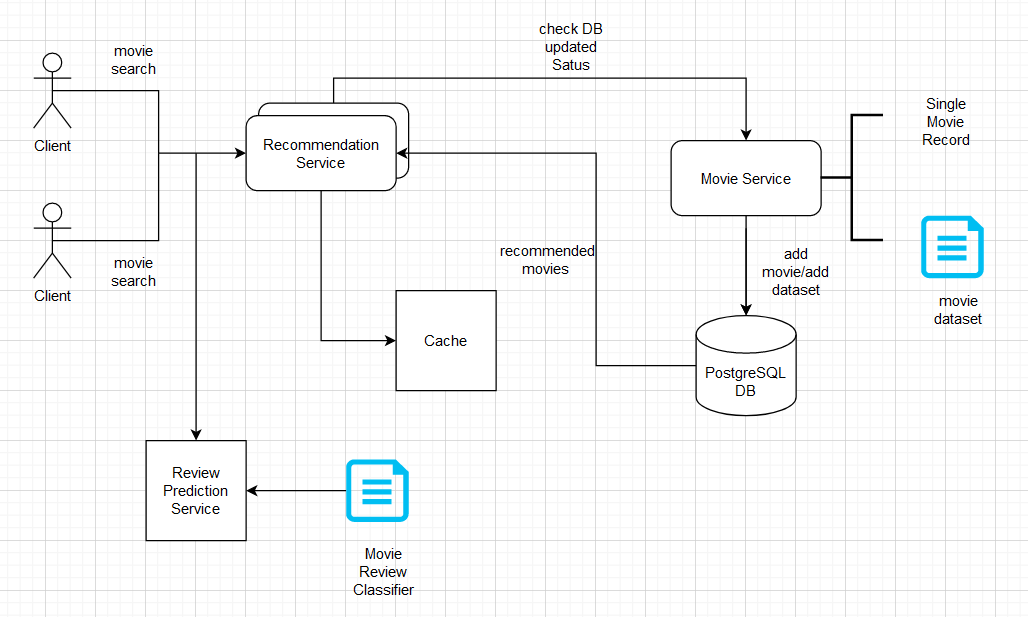 check DB
updated
Satus
movie
search
Client
Recommendation
Service
Single
Movie
Record
Movie Service
movie
search
Client
recommended
movies
add
movie/add
dataset
movie
dataset
Cache
PostgreSQL
DB
Review
Prediction
Service
Movie
Review
Classifier